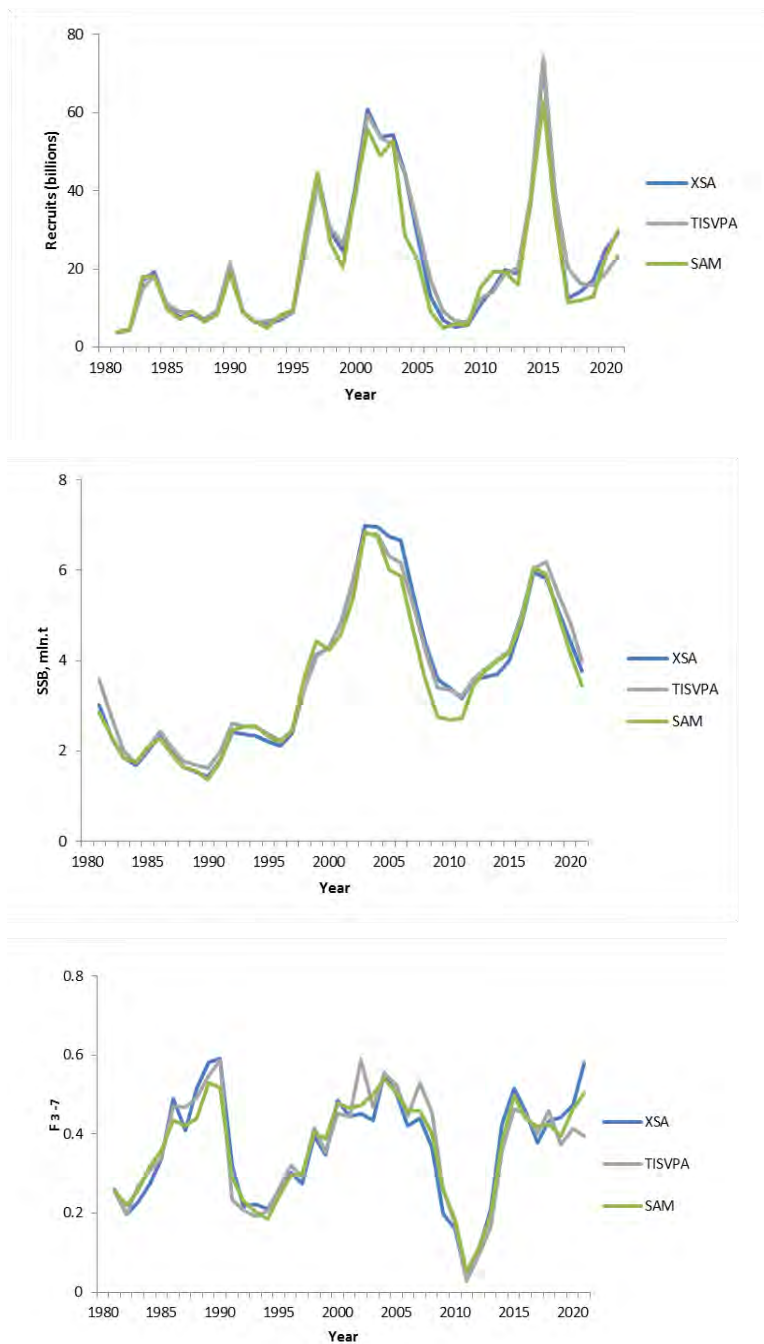 80
60
40
20
0
Recruits (billions)
1980 1985 1990 1995 2000 2005 2010 2015 2020
Year
XSA
TISVPA
SAM
8
6
4
2
0
SSB, mln.t
1980 1985 1990 1995 2000 2005 2010 2015 2020
Year
XSA
TISVPA
SAM
0.8
0.6
0.4
0.2
0
F 3-7
1980 1985 1990 1995 2000 2005 2010 2015 2020
Year
XSA
TISVPA
SAM